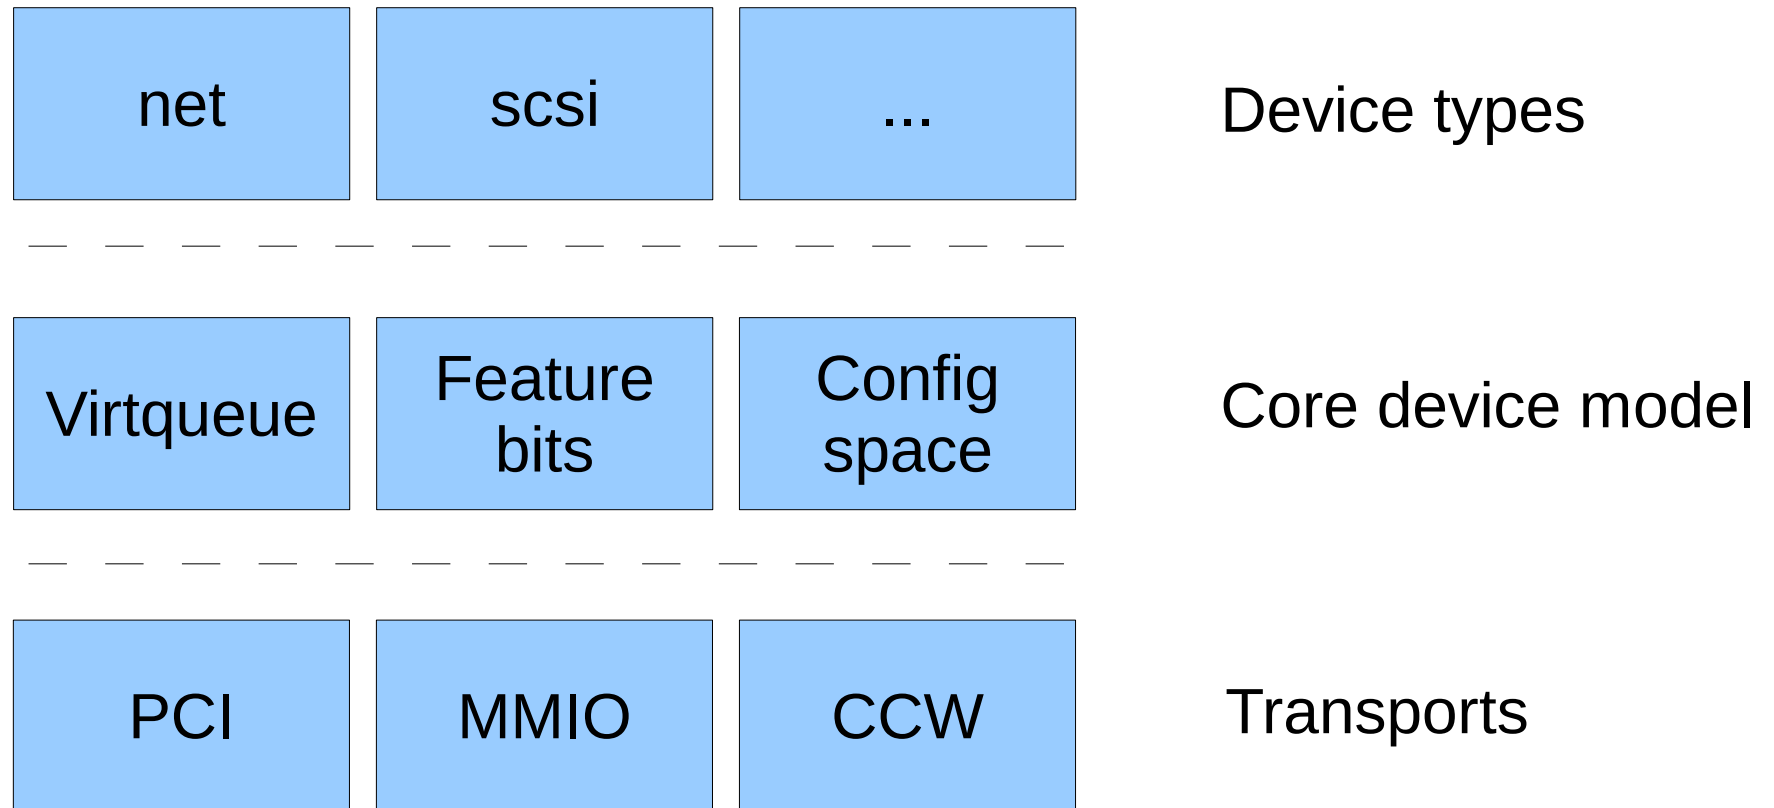 net
scsi
...
Device types
Virtqueue
Feature
bits
Config
space
Core device model
PCI
MMIO
CCW
Transports